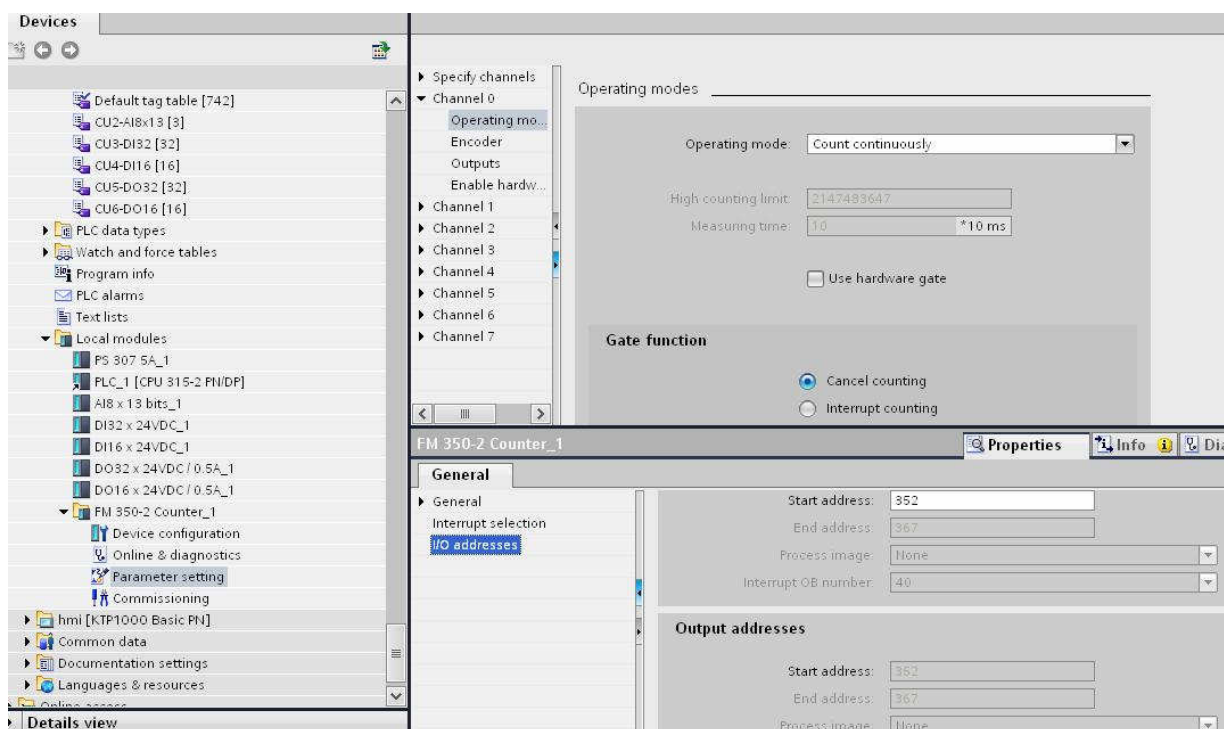 Devices
Default tag table [742]
CU2-AI8x13 [3]
CU3-DI32 [32]
CU4-DI16 [16]
CU5-DO32 [32]
CU6-DO16 [16]
PLC data types
Watch and force tables
Program info
PLC alarms
Text lists
Local modules
PS 307 5A_1
PLC_1 [CPU 315-2 PN/DP]
AI8 x 13 bits_1
DI32 x 24VDC_1
DI16 x 24VDC_1
DO32 x 24VDC / 0.5A_1
DO16 x 24VDC / 0.5A_1
FM 350-2 Counter_1
Device configuration
Online & diagnostics
Parameter setting
Commissioning
hmi [KTP1000 Basic PN]
Common data
Documentation settings
Languages & resources
Online access
Details view
Specify channels
Channel 0
Operating mo...
Encoder
Outputs
Enable hardw...
Channel 1
Channel 2
Channel 3
Channel 4
Channel 5
Channel 6
Channel 7
Operating modes
Operating mode: Count continuously
High counting limit: 2147483647
Measuring time: 10 *10 ms
Use hardware gate
Gate function
Cancel counting
Interrupt counting
FM 350-2 Counter_1
Properties Info Dia
General
General
Interrupt selection
I/O addresses
Start address: 352
End address: 367
Process image: None
Interrupt OB number: 40
Output addresses
Start address: 352
End address: 367
Process image: None